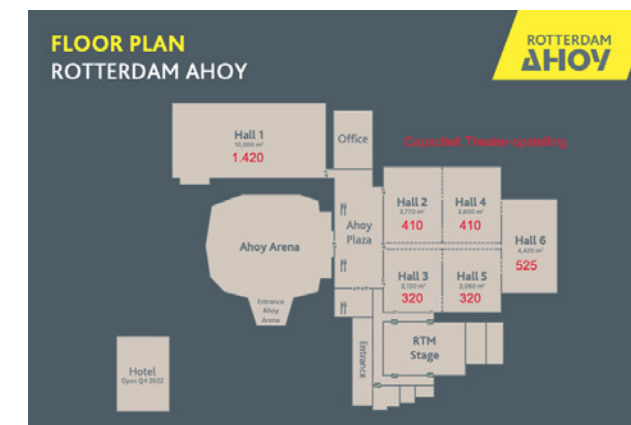 FLOOR PLAN
ROTTERDAM AHOY
ROTTERDAM
AHOY
Hall 1
10,000 m²
1.420
Office
Capaciteit Theater-opstelling
Hall 2
3,770 m²
410
Hall 4
3,600 m²
410
Ahoy
Plaza
Ahoy Arena
Hall 6
4,420 m²
525
Hall 3
3,130 m²
320
Hall 5
3,060 m²
320
Entrance
Ahoy
Arena
RTM
Stage
Entrance
Hotel
Open Q4 2022